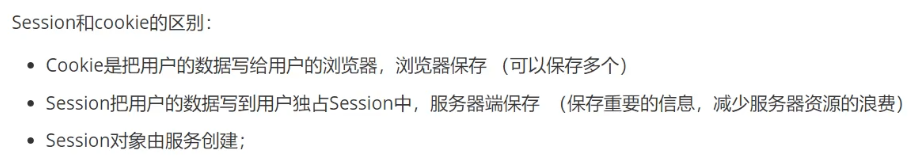 Session和cookie的区别：
• Cookie是把用户的数据写给用户的浏览器，浏览器保存 （可以保存多个）
• Session把用户的数据写到用户独占Session中，服务器端保存 （保存重要的信息，减少服务器资源的浪费）
• Session对象由服务创建；